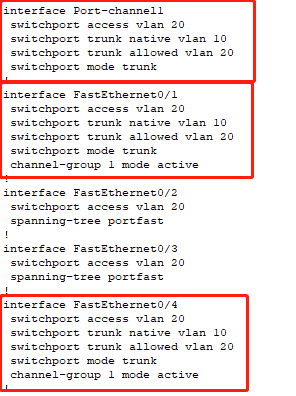 interface Port-channel1
switchport access vlan 20
switchport trunk native vlan 10
switchport trunk allowed vlan 20
switchport mode trunk
!
interface FastEthernet0/1
switchport access vlan 20
switchport trunk native vlan 10
switchport trunk allowed vlan 20
switchport mode trunk
channel-group 1 mode active
!
interface FastEthernet0/2
switchport access vlan 20
spanning-tree portfast
!
interface FastEthernet0/3
switchport access vlan 20
spanning-tree portfast
!
interface FastEthernet0/4
switchport access vlan 20
switchport trunk native vlan 10
switchport trunk allowed vlan 20
switchport mode trunk
channel-group 1 mode active
!